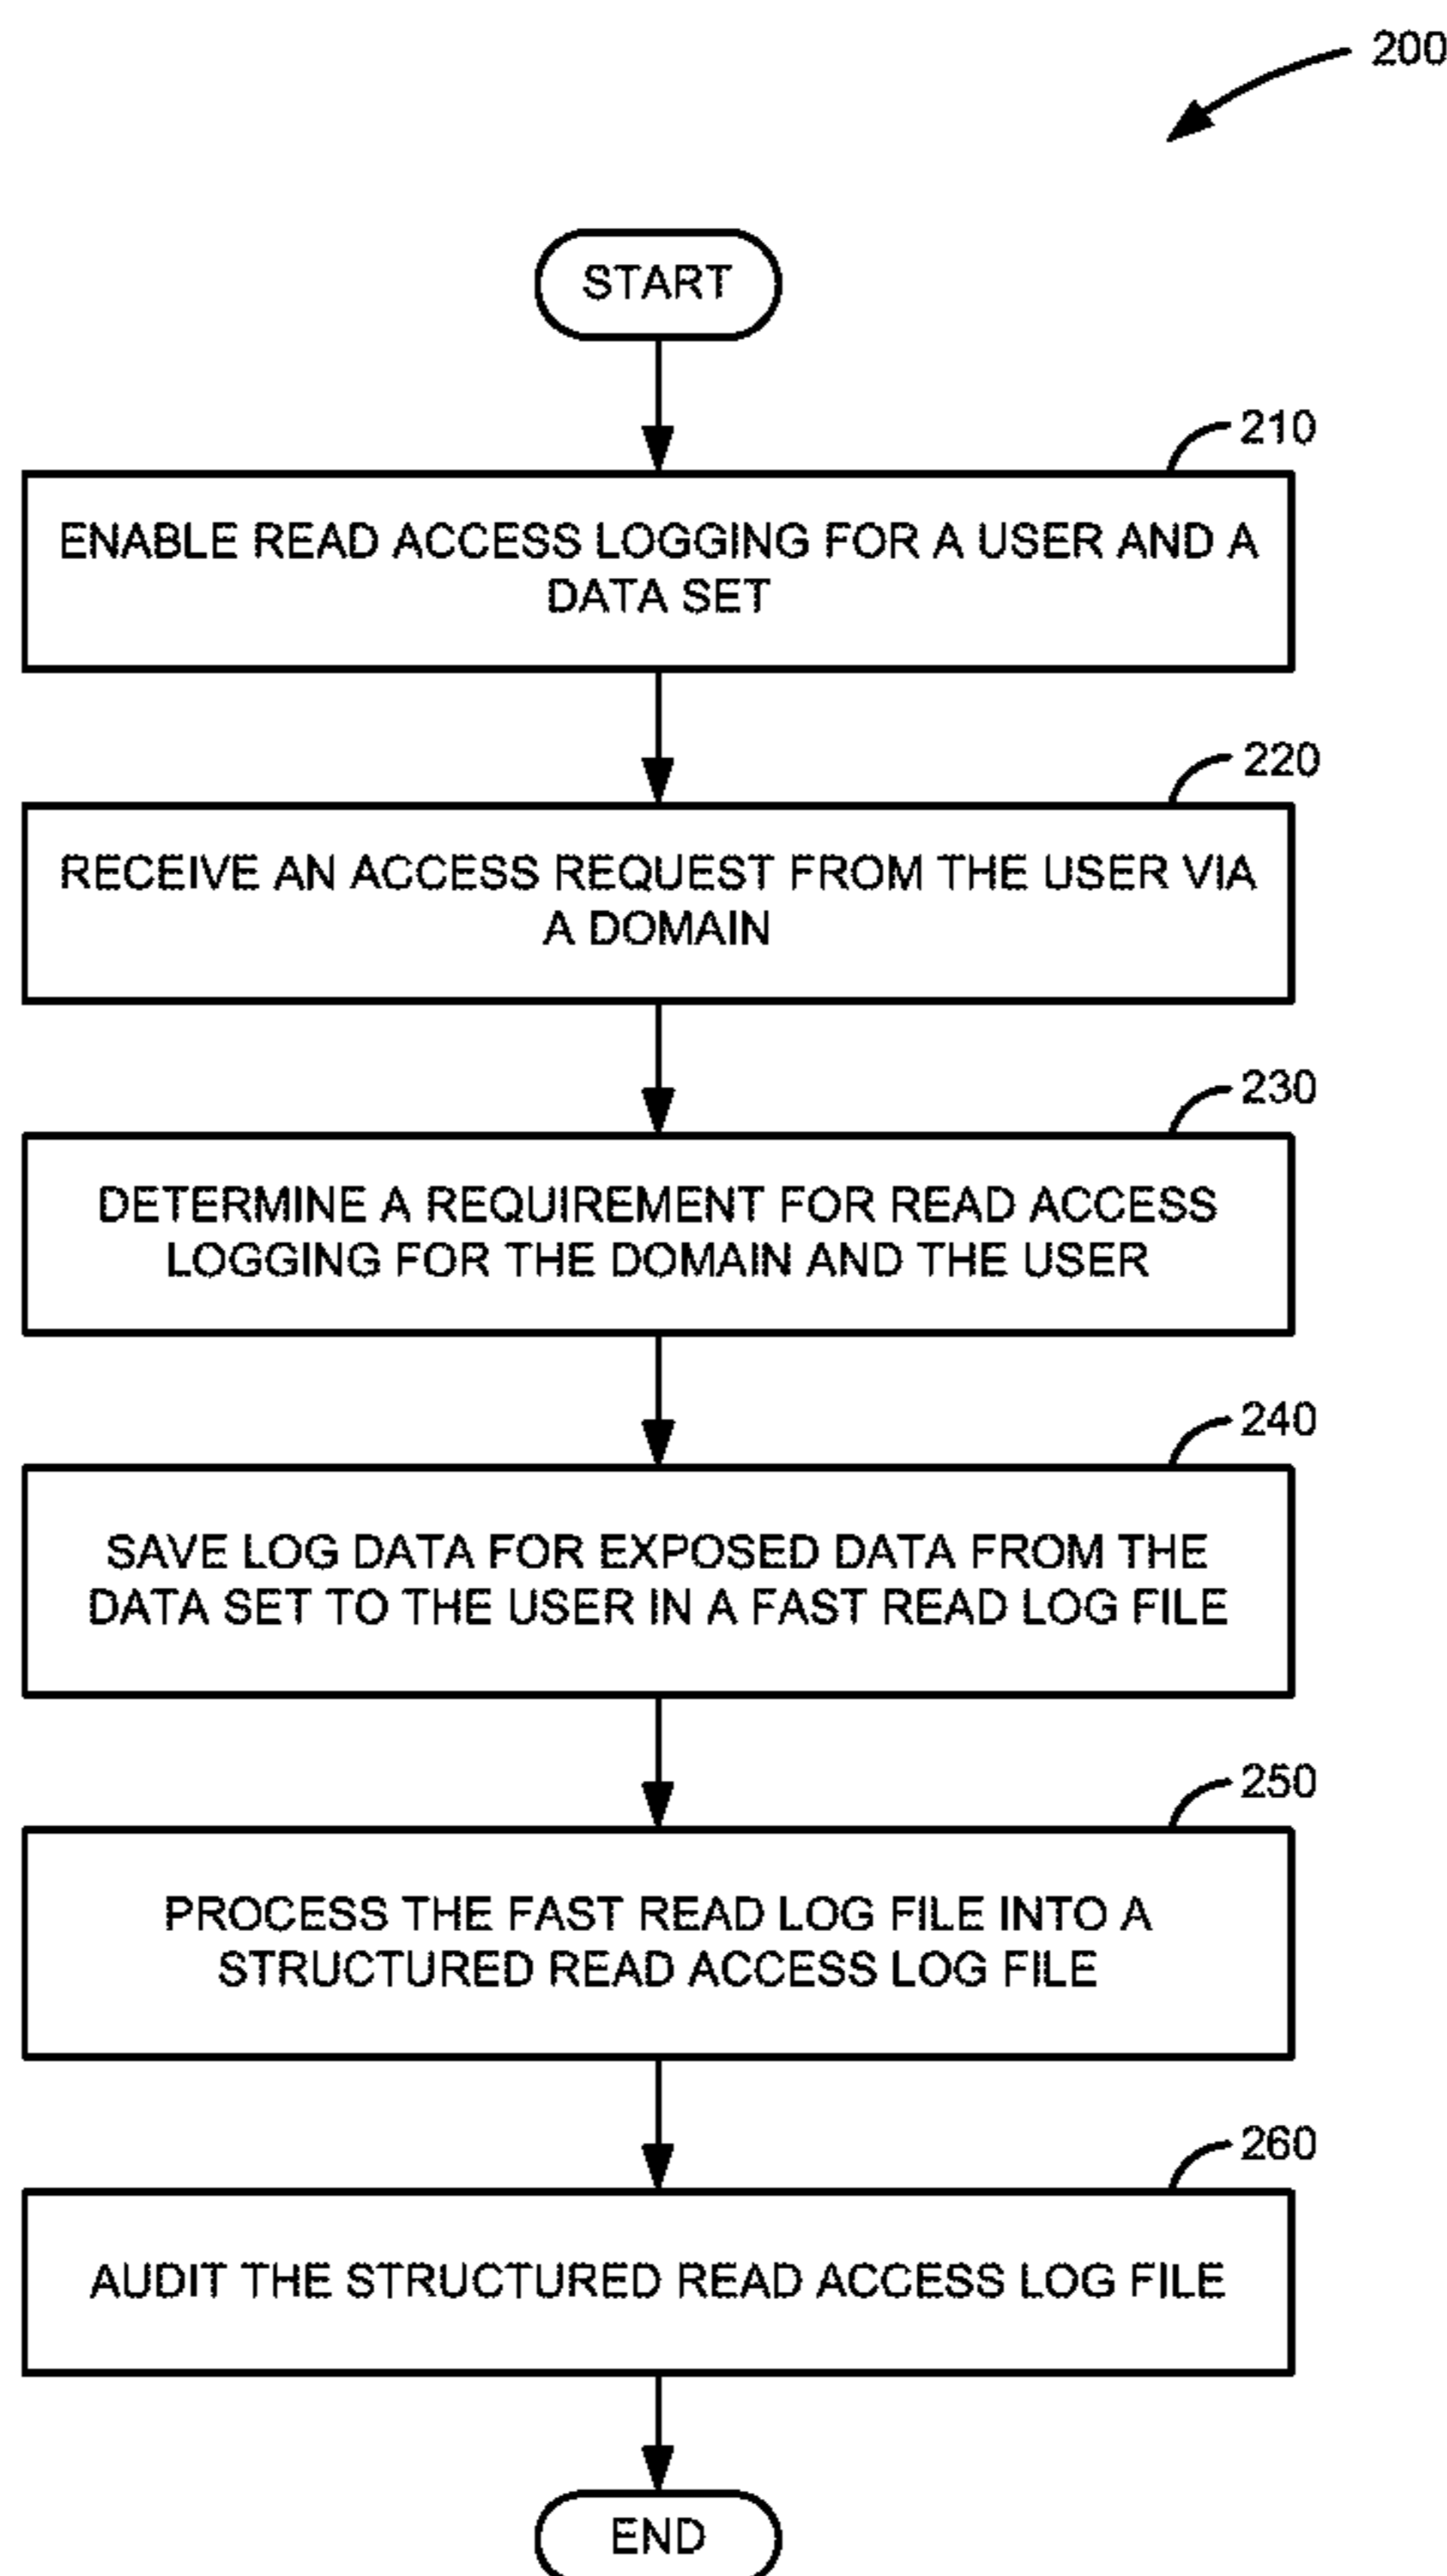 200
START
210
ENABLE READ ACCESS LOGGING FOR A USER AND A
DATA SET
220
RECEIVE AN ACCESS REQUEST FROM THE USER VIA
A DOMAIN
230
DETERMINE A REQUIREMENT FOR READ ACCESS
LOGGING FOR THE DOMAIN AND THE USER
240
SAVE LOG DATA FOR EXPOSED DATA FROM THE
DATA SET TO THE USER IN A FAST READ LOG FILE
250
PROCESS THE FAST READ LOG FILE INTO A
STRUCTURED READ ACCESS LOG FILE
260
AUDIT THE STRUCTURED READ ACCESS LOG FILE
END